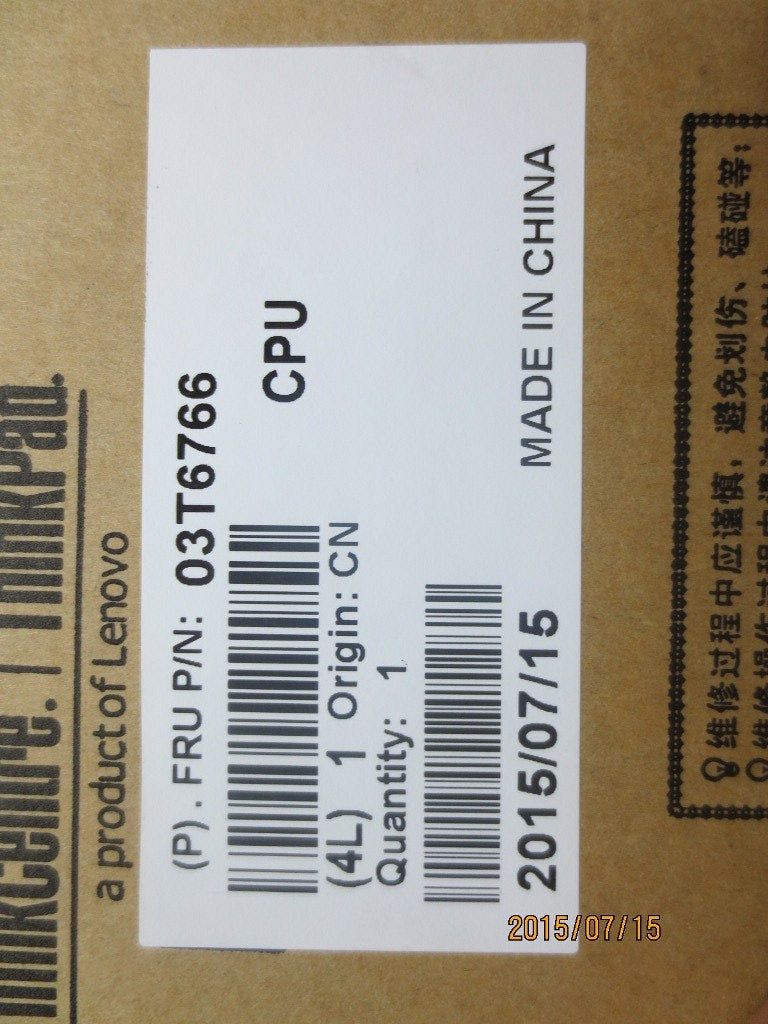 ThinkCentre. | ThinkPad.
a product of Lenovo
(P) . FRU P/N: 03T6766
CPU
(4L) 1 Origin: CN
Quantity: 1
2015/07/15
MADE IN CHINA
维修过程中应谨慎，避免划伤、磕碰等；
2015/07/15